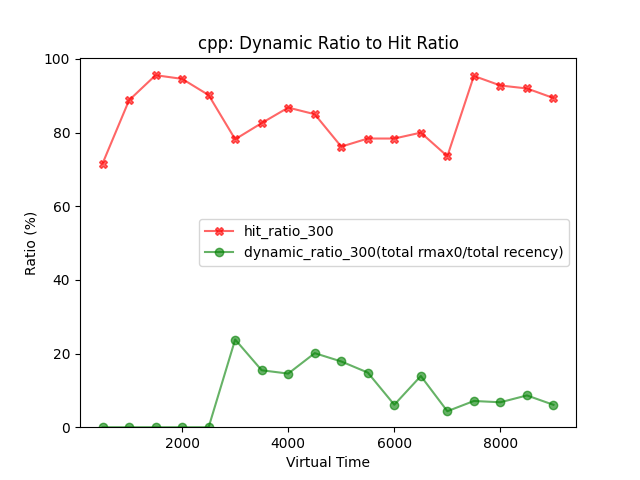 cpp: Dynamic Ratio to Hit Ratio
Ratio (%)
100
80
60
40
20
0
hit_ratio_300
dynamic_ratio_300(total rmax0/total recency)
2000 4000 6000 8000
Virtual Time